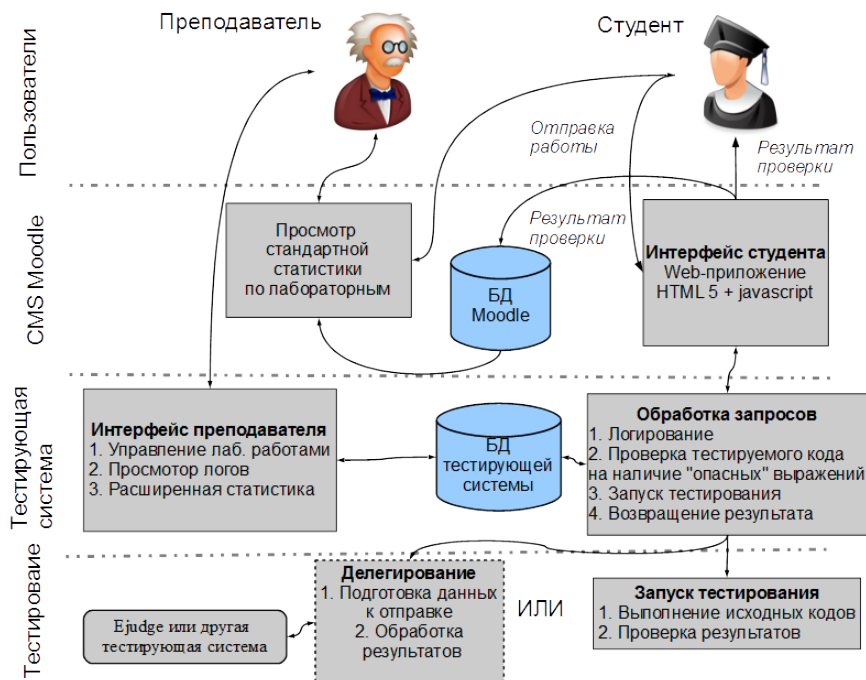 Преподаватель
Студент
Пользователи
Отправка
работы
Результат
проверки
CMS Moodle
Просмотр
стандартной
статистики
по лабораторным
Результат
проверки
БД
Moodle
Интерфейс студента
Web-приложение
HTML 5 + javascript
Тестирующая
система
Интерфейс преподавателя
1. Управление лаб. работами
2. Просмотор логов
3. Расширенная статистика
БД
тестирующей
системы
Обработка запросов
1. Логирование
2. Проверка тестируемого кода
на наличие "опасных" выражений
3. Запуск тестирования
4. Возвращение результата
Тестироваие
Ejudge или другая
тестирующая система
Делегирование
1. Подготовка данных
к отправке
2. Обработка
результатов
ИЛИ
Запуск тестирования
1. Выполнение исходных кодов
2. Проверка результатов